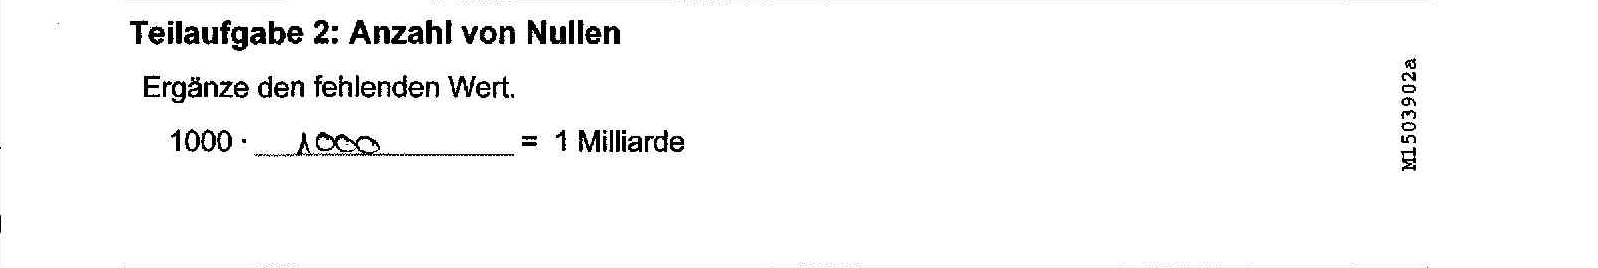 Teilaufgabe 2: Anzahl von Nullen
Ergänze den fehlenden Wert.
1000 · 1000 = 1 Milliarde
M1503902a